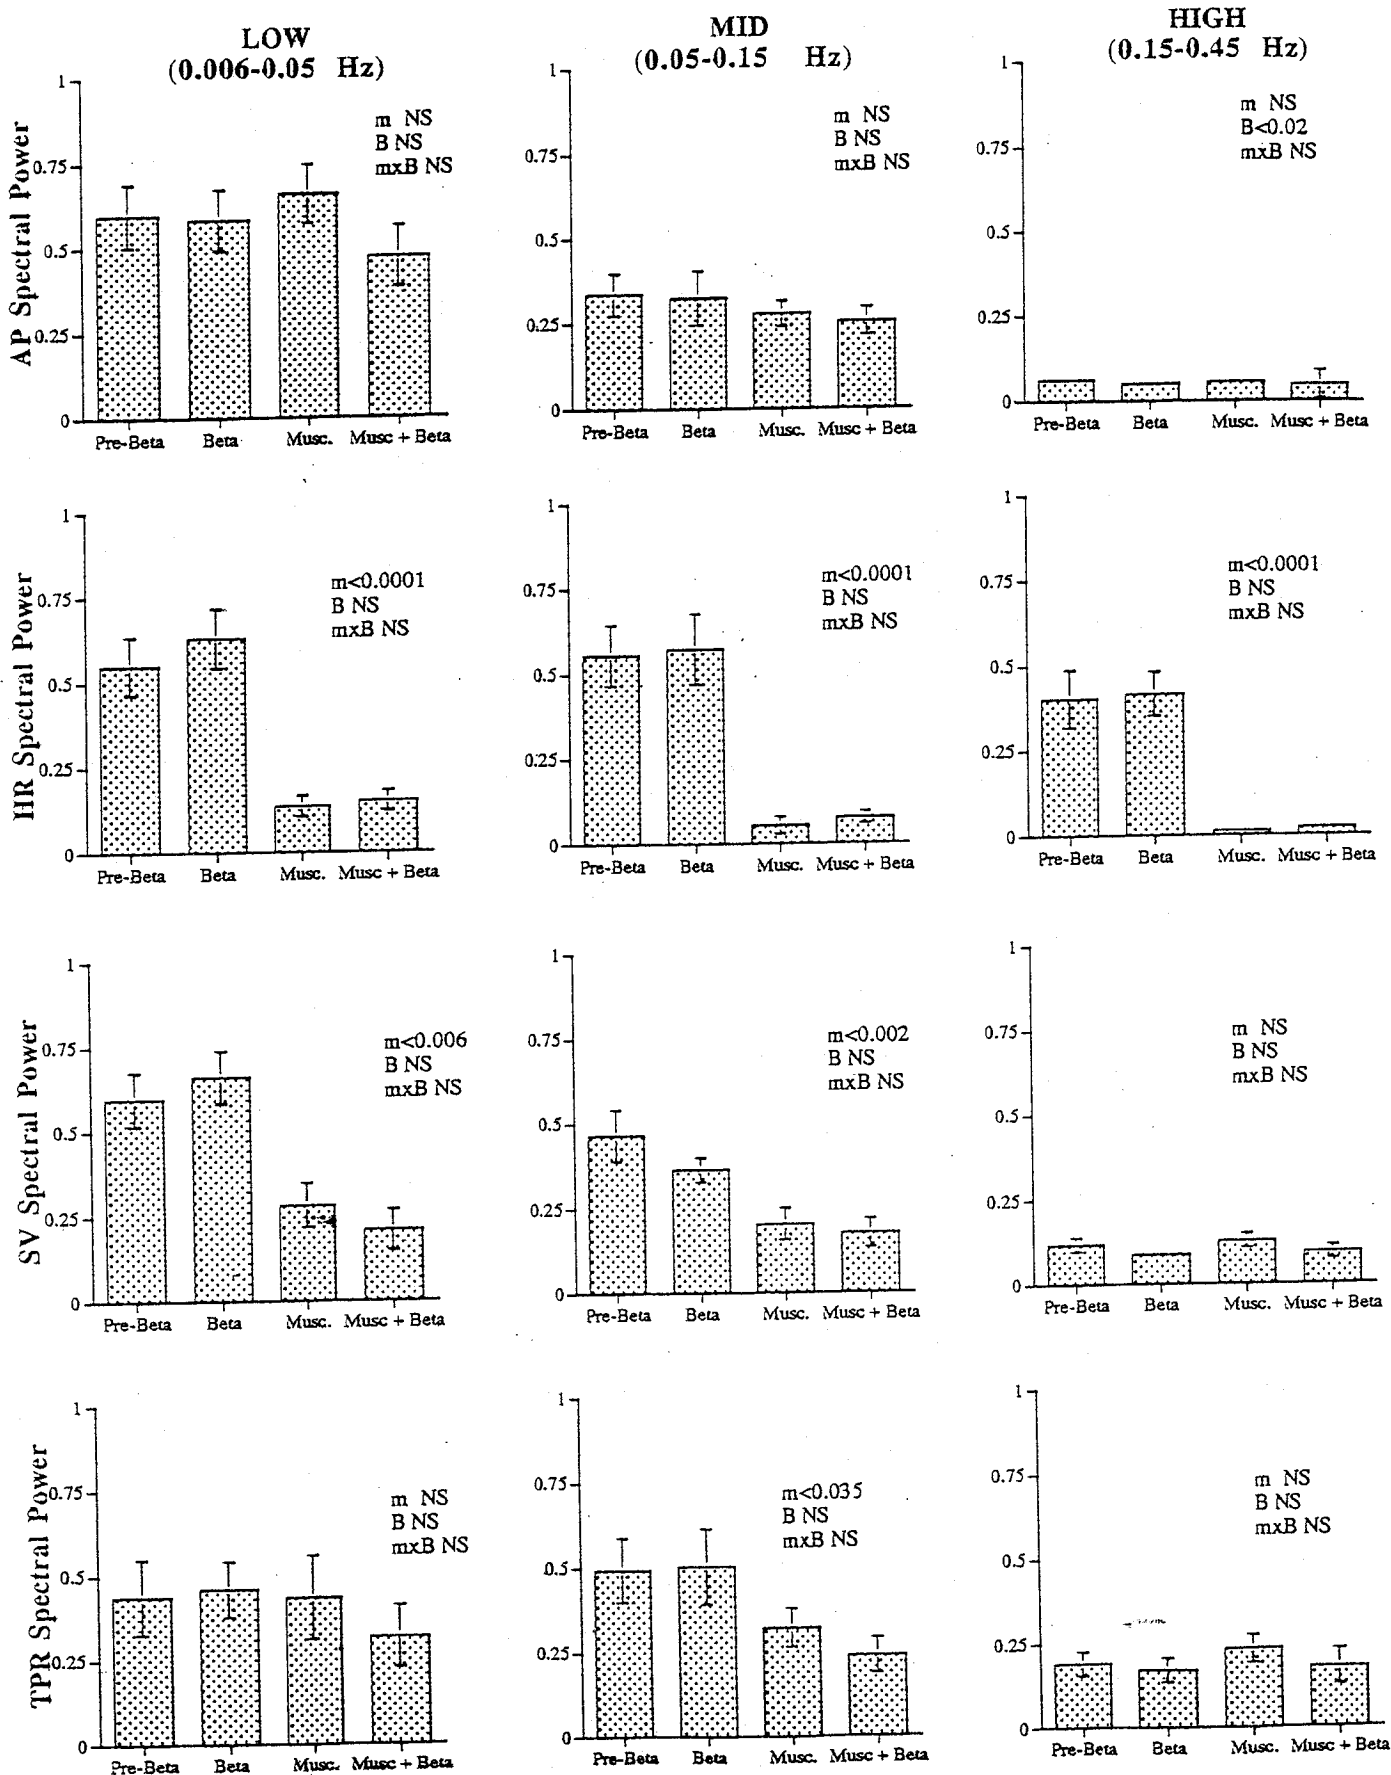 LOW
(0.006-0.05 Hz)
MID
(0.05-0.15 Hz)
HIGH
(0.15-0.45 Hz)
AP Spectral Power
1
0.75
0.5
0.25
0
m NS
B NS
mxB NS
Pre-Beta Beta Musc. Musc + Beta
1
0.75
0.5
0.25
0
m NS
B NS
mxB NS
Pre-Beta Beta Musc. Musc + Beta
1
0.75
0.5
0.25
0
m NS
B<0.02
mxB NS
Pre-Beta Beta Musc. Musc + Beta
HR Spectral Power
1
0.75
0.5
0.25
0
m<0.0001
B NS
mxB NS
Pre-Beta Beta Musc. Musc + Beta
1
0.75
0.5
0.25
0
m<0.0001
B NS
mxB NS
Pre-Beta Beta Musc. Musc + Beta
1
0.75
0.5
0.25
0
m<0.0001
B NS
mxB NS
Pre-Beta Beta Musc. Musc + Beta
SV Spectral Power
1
0.75
0.5
0.25
0
m<0.006
B NS
mxB NS
Pre-Beta Beta Musc. Musc + Beta
1
0.75
0.5
0.25
0
m<0.002
B NS
mxB NS
Pre-Beta Beta Musc. Musc + Beta
1
0.75
0.5
0.25
0
m NS
B NS
mxB NS
Pre-Beta Beta Musc. Musc + Beta
TPR Spectral Power
1
0.75
0.5
0.25
0
m NS
B NS
mxB NS
Pre-Beta Beta Musc. Musc + Beta
1
0.75
0.5
0.25
0
m<0.035
B NS
mxB NS
Pre-Beta Beta Musc. Musc + Beta
1
0.75
0.5
0.25
0
m NS
B NS
mxB NS
Pre-Beta Beta Musc. Musc + Beta